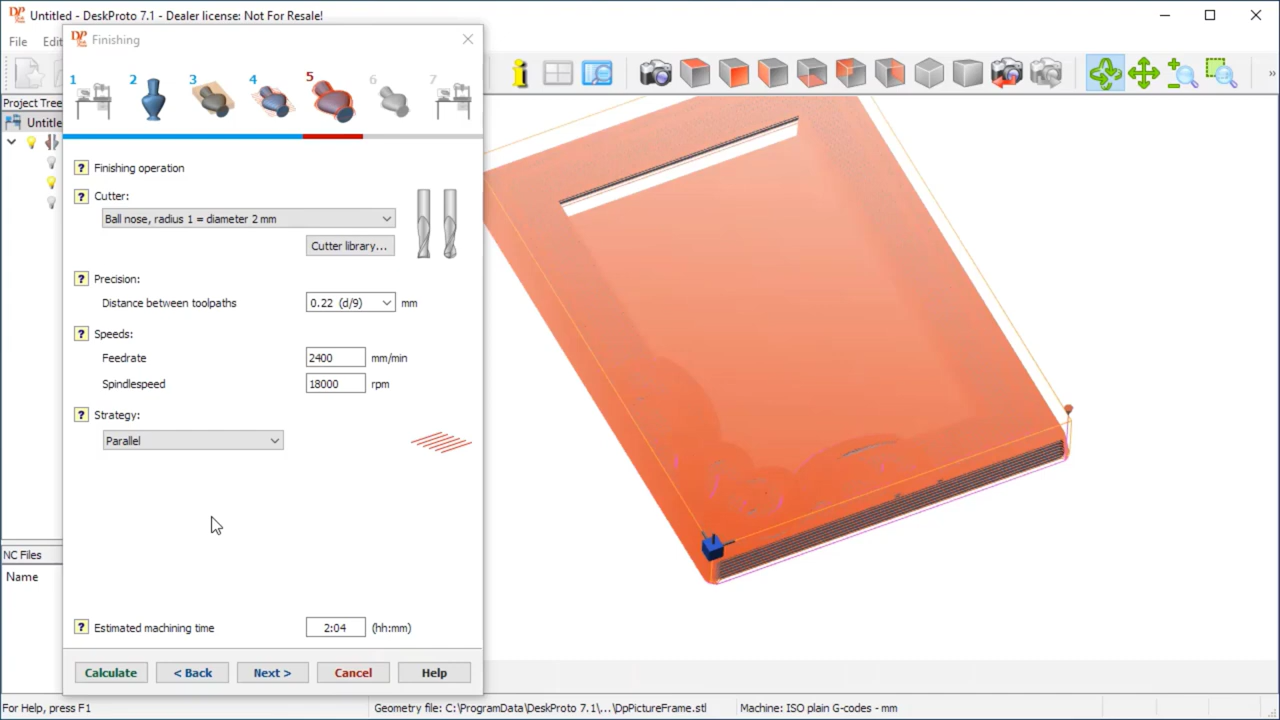 Untitled - DeskProto 7.1 - Dealer license: Not For Resale!
Finishing
File Edit
1 2 3 4 5 6 7
»
Project Tree
Untitle
? Finishing operation
? Cutter:
Ball nose, radius 1 = diameter 2 mm
Cutter library...
? Precision:
Distance between toolpaths 0.22 (d/9) mm
? Speeds:
Feedrate 2400 mm/min
Spindlespeed 18000 rpm
? Strategy:
Parallel
NC Files
Name
? Estimated machining time 2:04 (hh:mm)
Calculate < Back Next > Cancel Help
For Help, press F1 Geometry file: C:\ProgramData\DeskProto 7.1\...\DpPictureFrame.stl Machine: ISO plain G-codes - mm